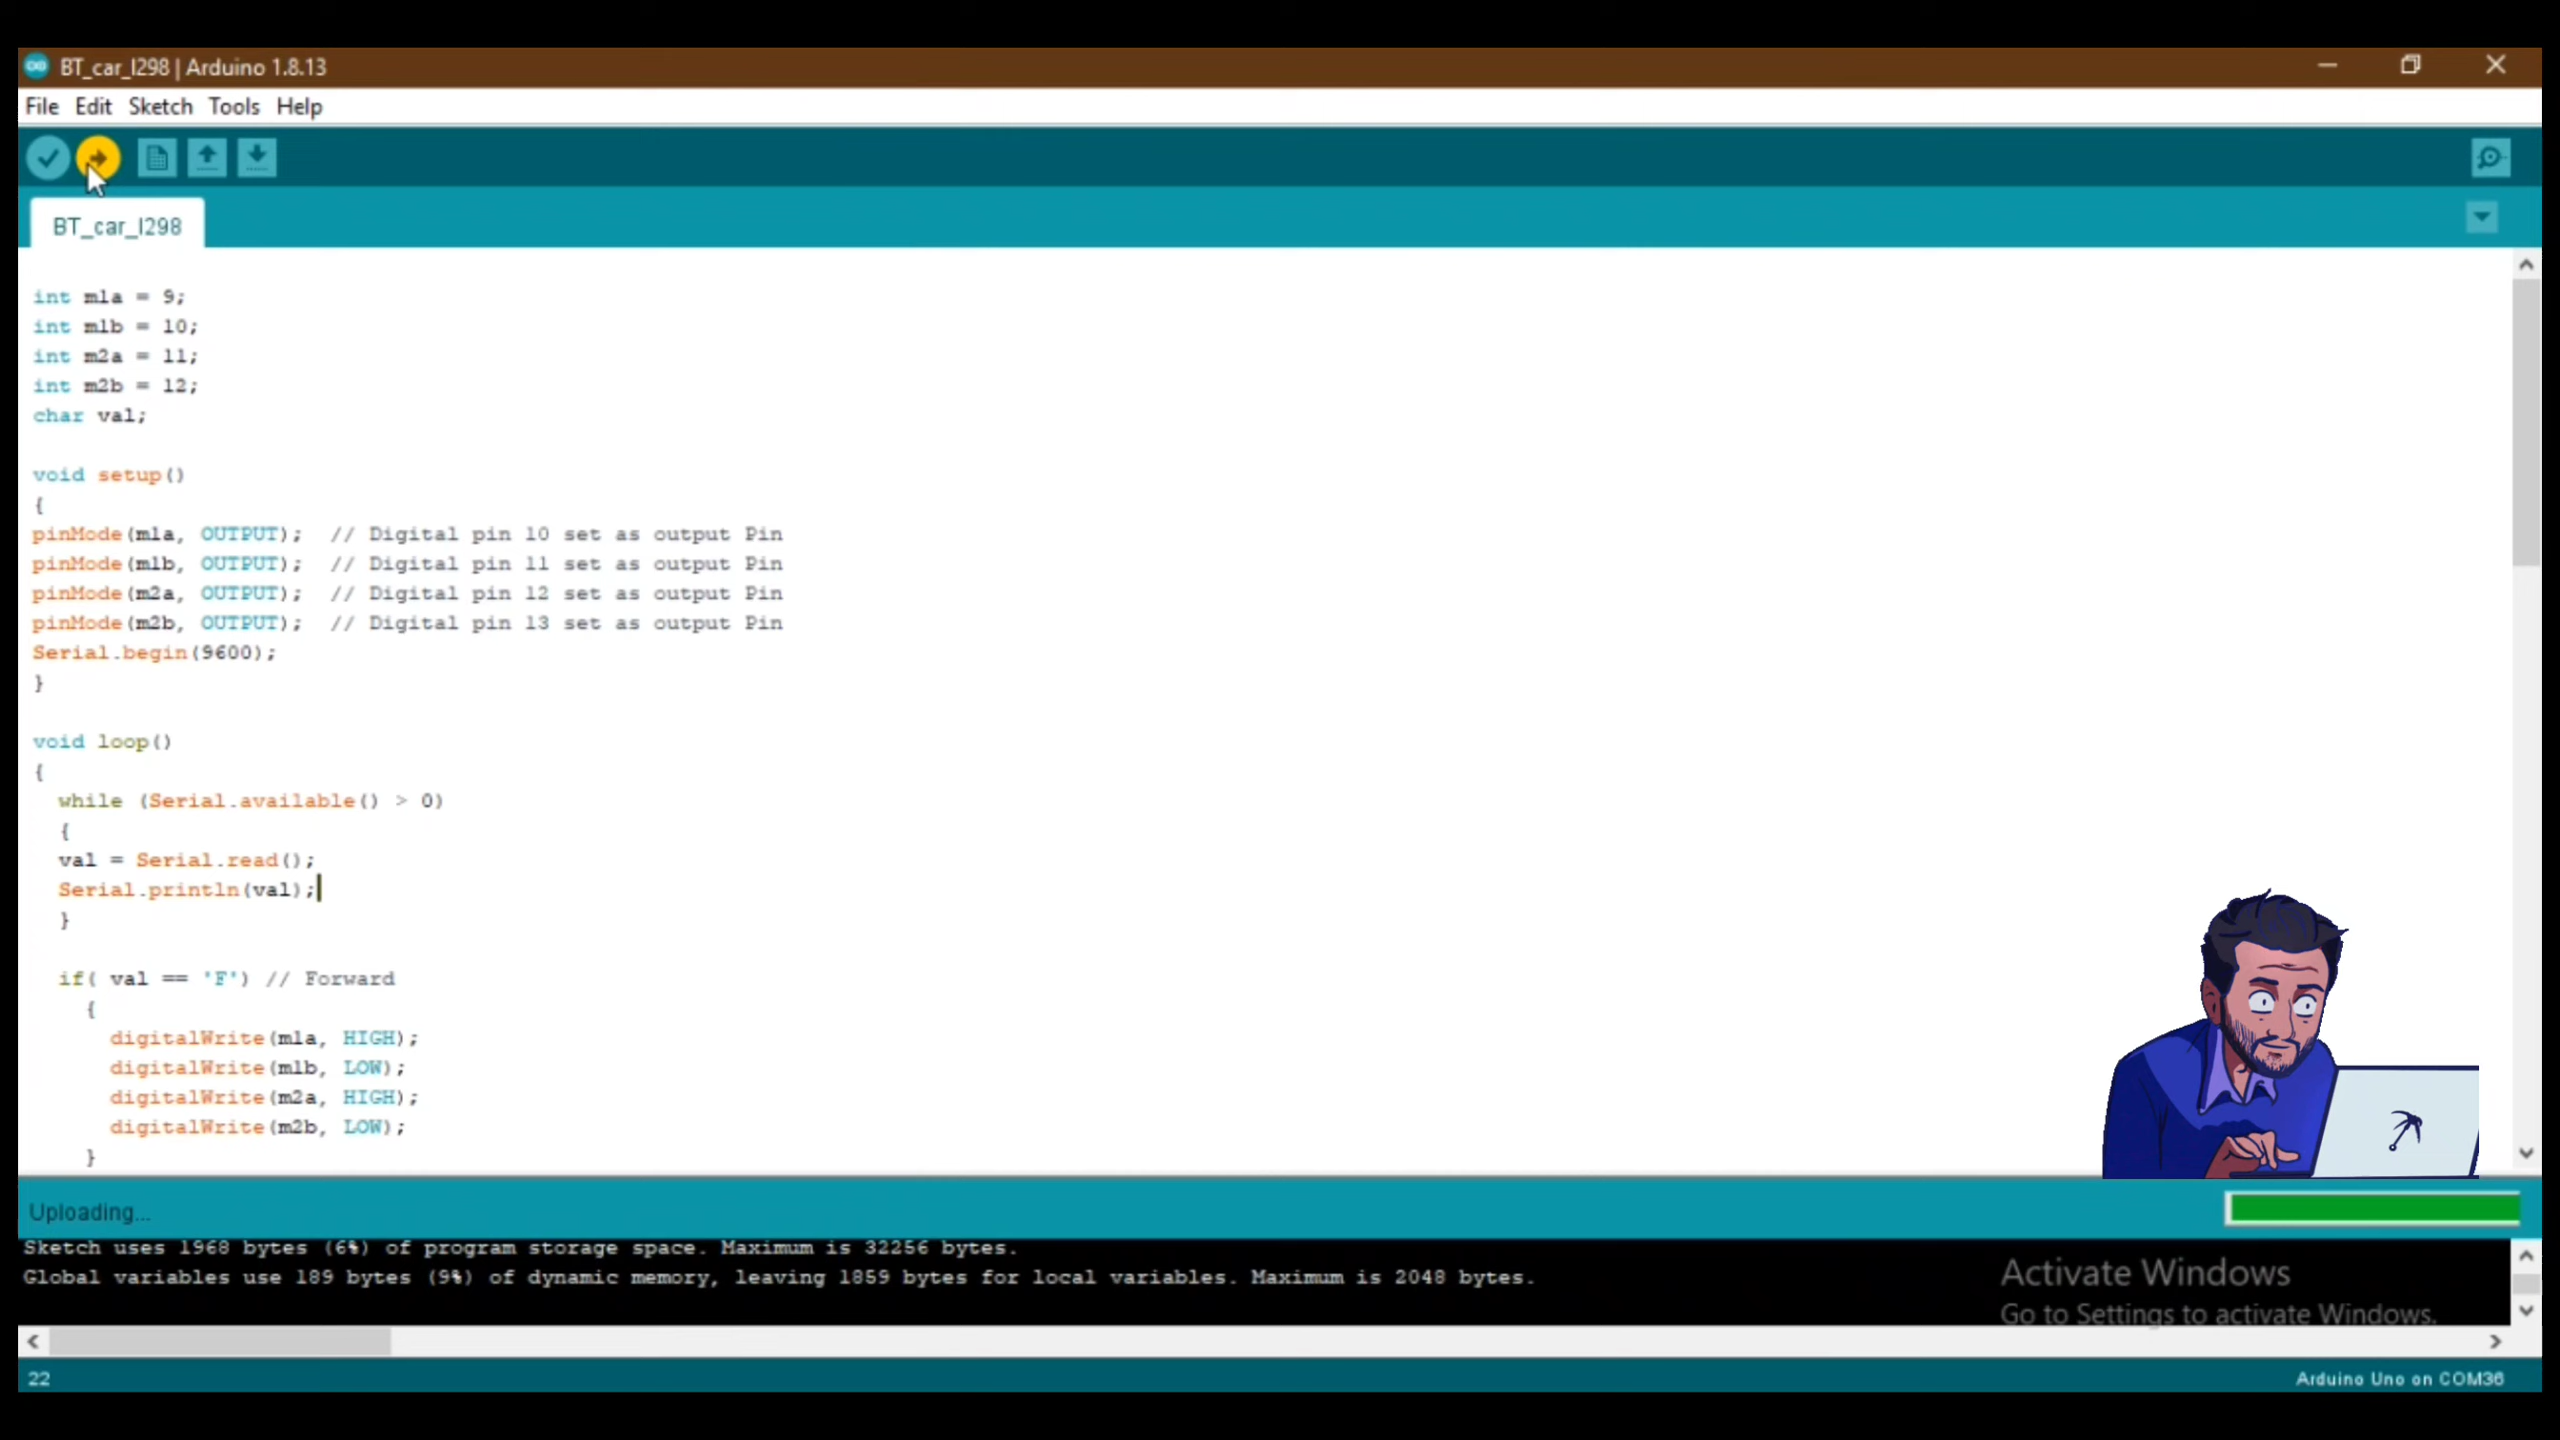 BT_car_l298 | Arduino 1.8.13
File Edit Sketch Tools Help
BT_car_l298
int m1a = 9;
int m1b = 10;
int m2a = 11;
int m2b = 12;
char val;
void setup()
{
pinMode(m1a, OUTPUT);  // Digital pin 10 set as output Pin
pinMode(m1b, OUTPUT);  // Digital pin 11 set as output Pin
pinMode(m2a, OUTPUT);  // Digital pin 12 set as output Pin
pinMode(m2b, OUTPUT);  // Digital pin 13 set as output Pin
Serial.begin(9600);
}
void loop()
{
while (Serial.available() > 0)
{
val = Serial.read();
Serial.println(val);
}
if( val == 'F') // Forward
{
digitalWrite(m1a, HIGH);
digitalWrite(m1b, LOW);
digitalWrite(m2a, HIGH);
digitalWrite(m2b, LOW);
}
Uploading...
Sketch uses 1968 bytes (6%) of program storage space. Maximum is 32256 bytes.
Global variables use 189 bytes (9%) of dynamic memory, leaving 1859 bytes for local variables. Maximum is 2048 bytes.
Activate Windows
Go to Settings to activate Windows.
22
Arduino Uno on COM36